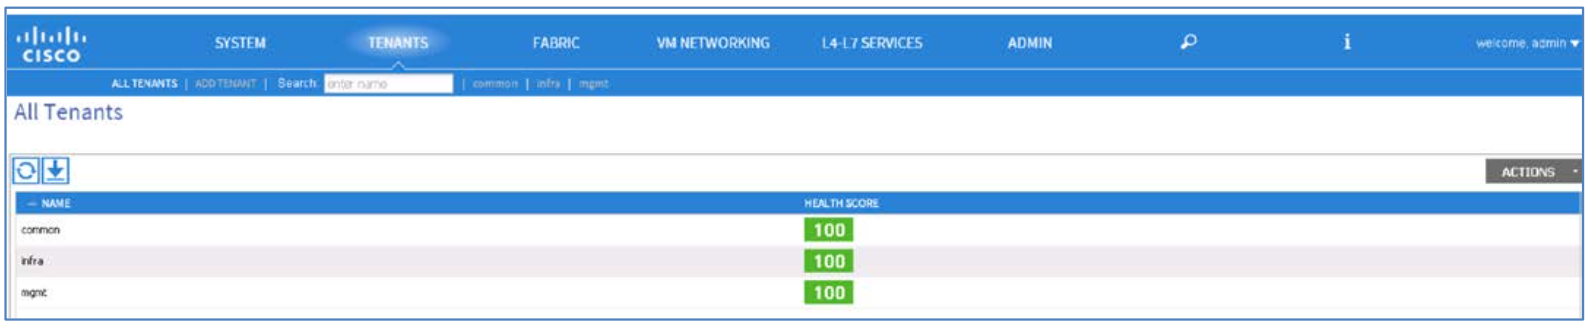 CISCO
SYSTEM TENANTS FABRIC VM NETWORKING L4-L7 SERVICES ADMIN i welcome, admin
ALL TENANTS | ADD TENANT | Search: enter name | common | infra | mgmt
All Tenants
ACTIONS
NAME HEALTH SCORE
common 100
infra 100
mgmt 100